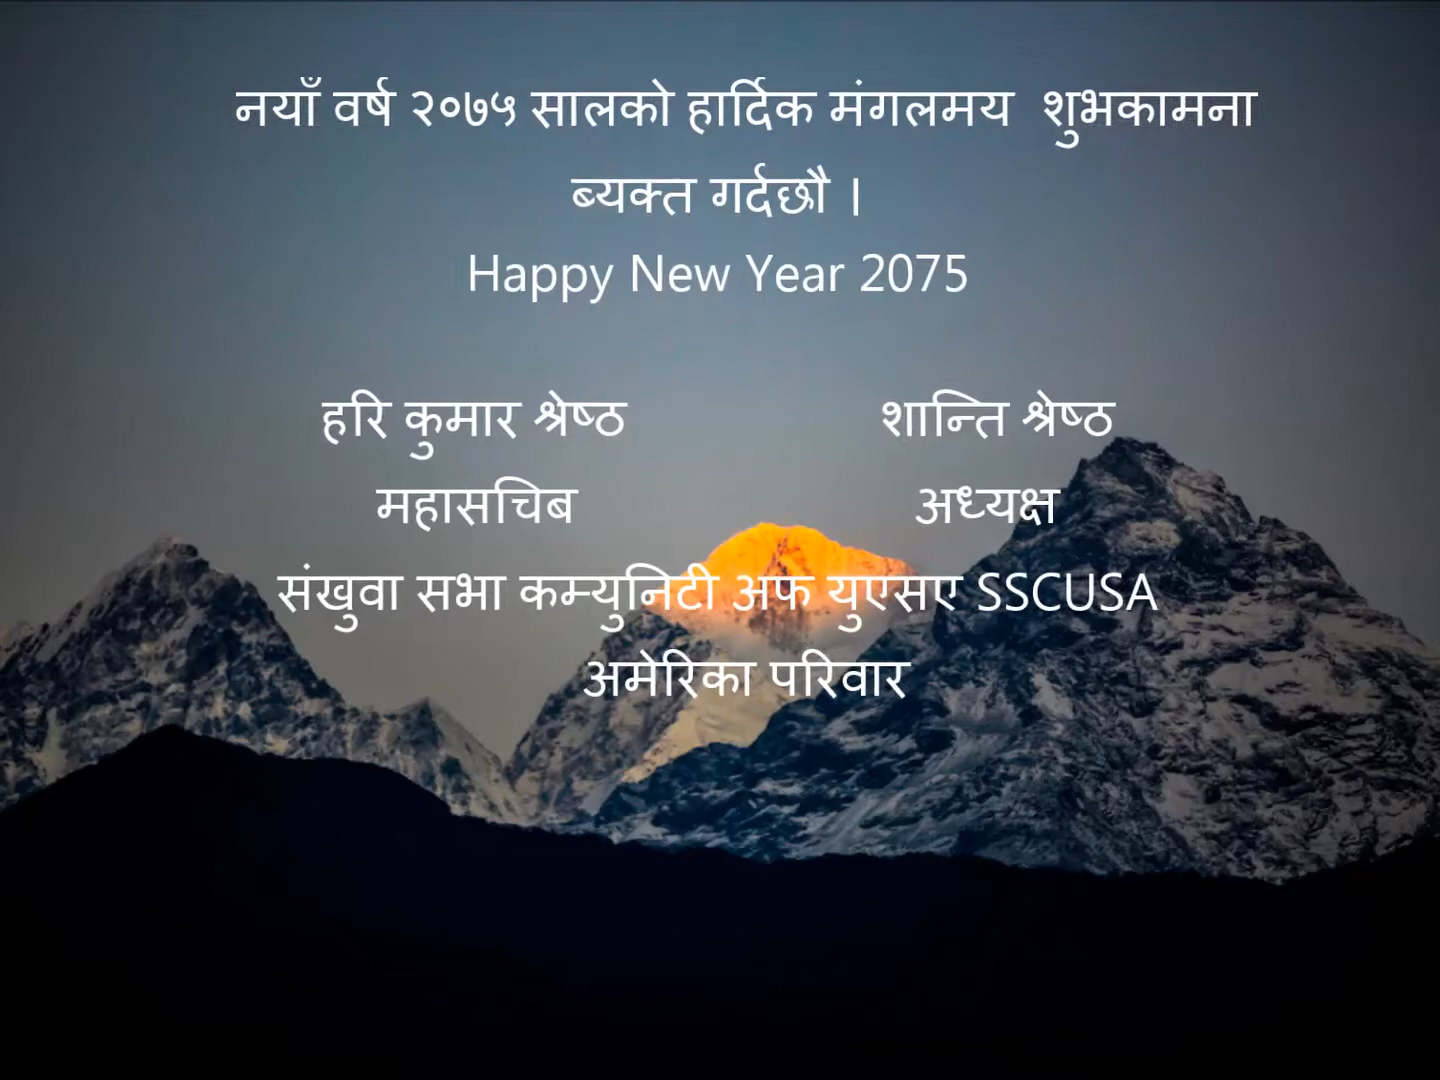 नयाँ वर्ष २०७५ सालको हार्दिक मंगलमय शुभकामना
ब्यक्त गर्दछौ ।
Happy New Year 2075
हरि कुमार श्रेष्ठ शान्ति श्रेष्ठ
महासचिब अध्यक्ष
संखुवा सभा कम्युनिटी अफ युएसए SSCUSA
अमेरिका परिवार